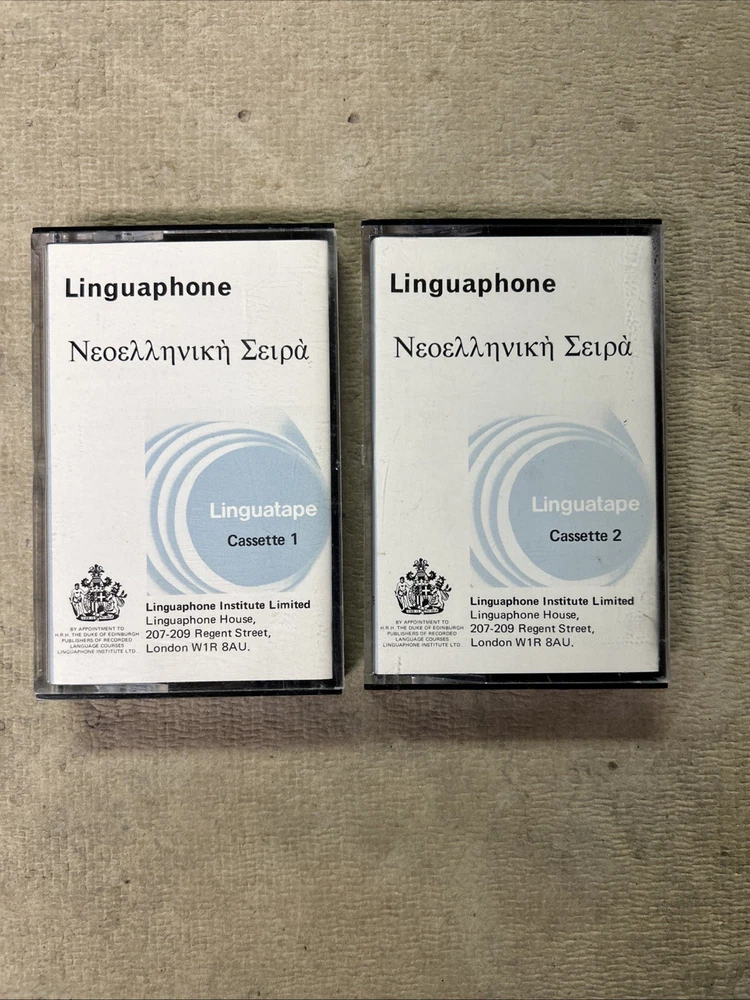 Linguaphone
Νεοελληνικὴ Σειρὰ
Linguatape
Cassette 1
BY APPOINTMENT TO
H.R.H. THE DUKE OF EDINBURGH
PUBLISHERS OF RECORDED
LANGUAGE COURSES
LINGUAPHONE INSTITUTE LTD.
Linguaphone Institute Limited
Linguaphone House,
207-209 Regent Street,
London W1R 8AU.
Linguaphone
Νεοελληνικὴ Σειρὰ
Linguatape
Cassette 2
BY APPOINTMENT TO
H.R.H. THE DUKE OF EDINBURGH
PUBLISHERS OF RECORDED
LANGUAGE COURSES
LINGUAPHONE INSTITUTE LTD.
Linguaphone Institute Limited
Linguaphone House,
207-209 Regent Street,
London W1R 8AU.